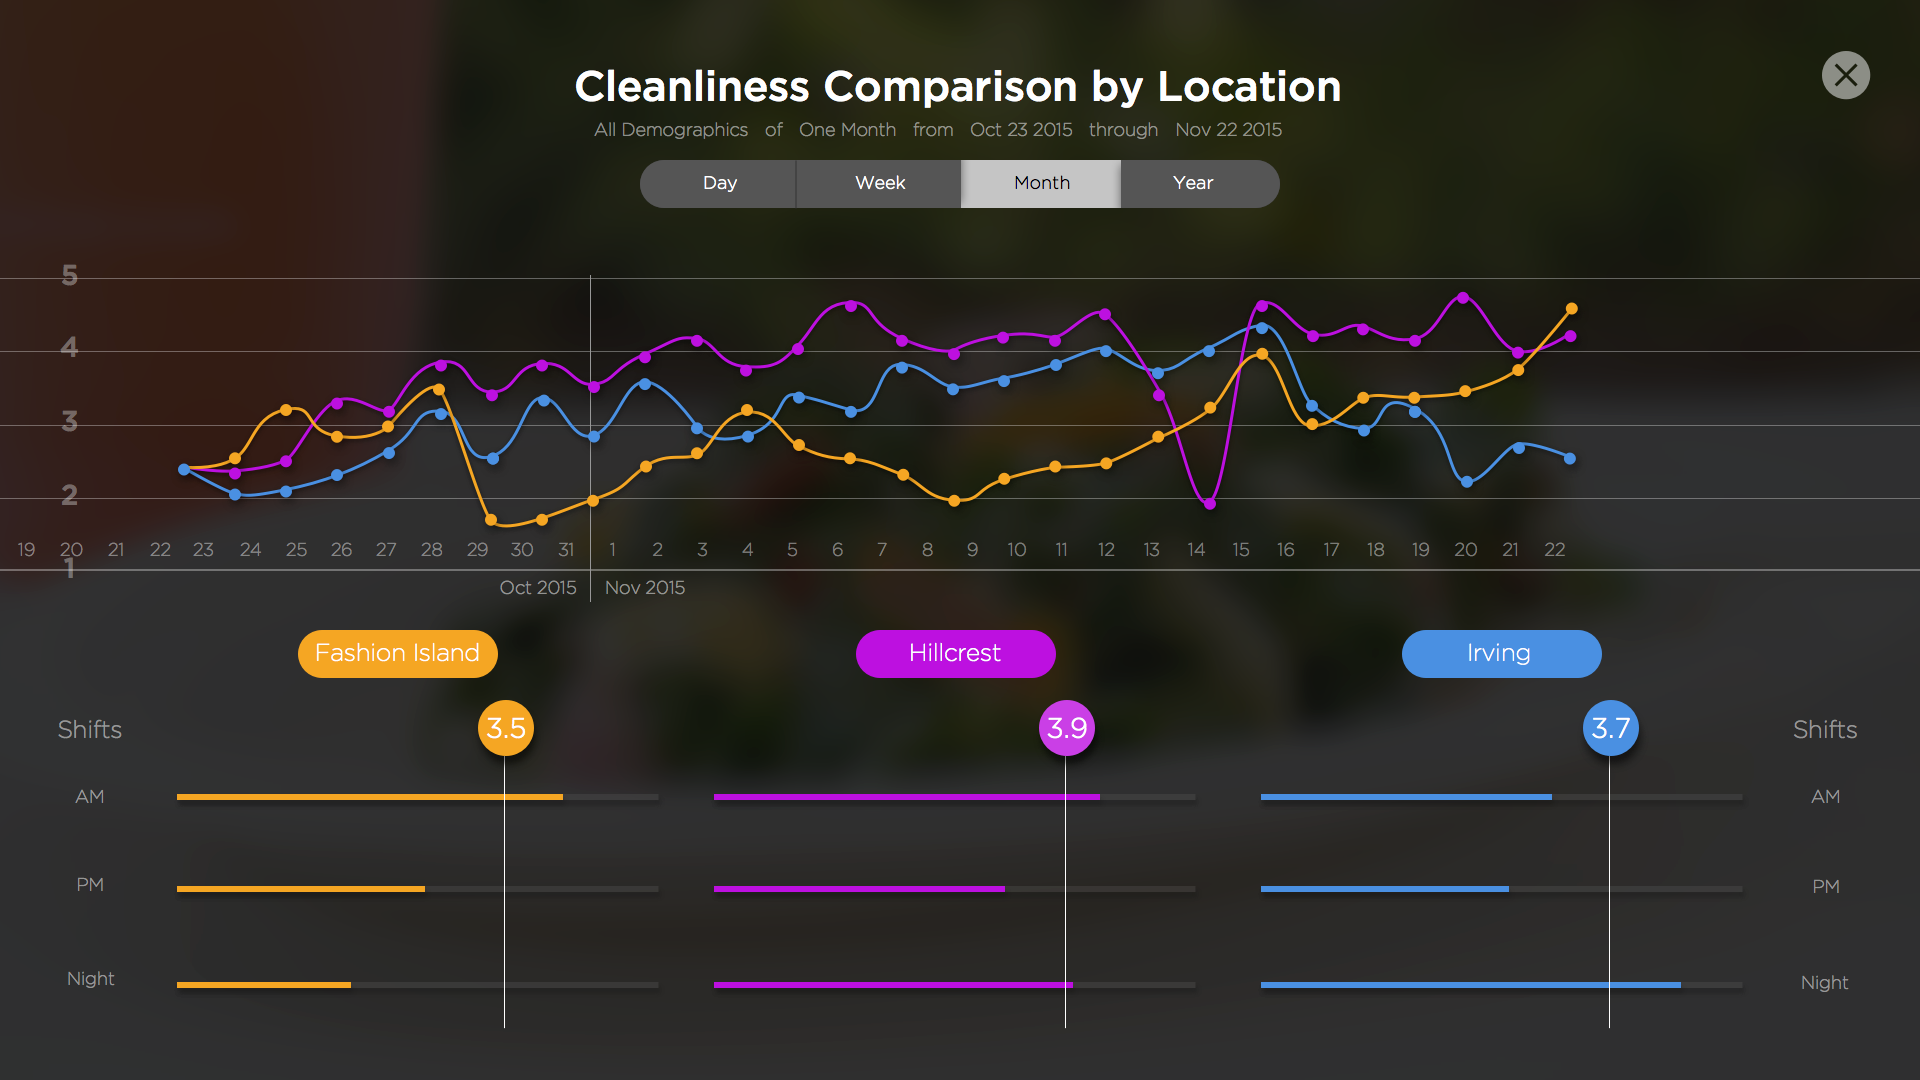 Cleanliness Comparison by Location
All Demographics of One Month from Oct 23 2015 through Nov 22 2015
Day Week Month Year
5
4
3
2
19 20 21 22 23 24 25 26 27 28 29 30 31 1 2 3 4 5 6 7 8 9 10 11 12 13 14 15 16 17 18 19 20 21 22
1
Oct 2015 Nov 2015
Fashion Island Hillcrest Irving
Shifts 3.5 3.9 3.7 Shifts
AM AM
PM PM
Night Night